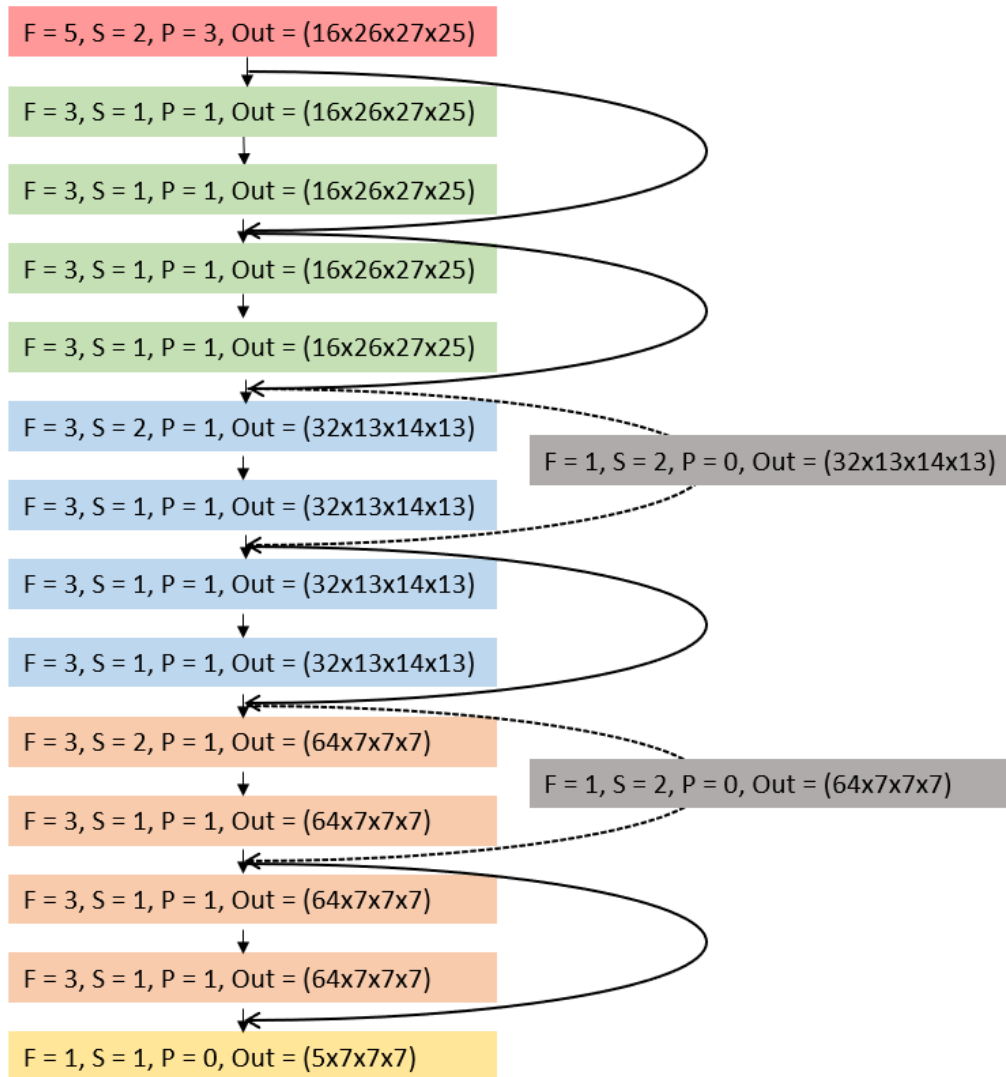 F = 5, S = 2, P = 3, Out = (16x26x27x25)
F = 3, S = 1, P = 1, Out = (16x26x27x25)
F = 3, S = 1, P = 1, Out = (16x26x27x25)
F = 3, S = 1, P = 1, Out = (16x26x27x25)
F = 3, S = 1, P = 1, Out = (16x26x27x25)
F = 3, S = 2, P = 1, Out = (32x13x14x13)
F = 1, S = 2, P = 0, Out = (32x13x14x13)
F = 3, S = 1, P = 1, Out = (32x13x14x13)
F = 3, S = 1, P = 1, Out = (32x13x14x13)
F = 3, S = 1, P = 1, Out = (32x13x14x13)
F = 3, S = 2, P = 1, Out = (64x7x7x7)
F = 1, S = 2, P = 0, Out = (64x7x7x7)
F = 3, S = 1, P = 1, Out = (64x7x7x7)
F = 3, S = 1, P = 1, Out = (64x7x7x7)
F = 3, S = 1, P = 1, Out = (64x7x7x7)
F = 1, S = 1, P = 0, Out = (5x7x7x7)